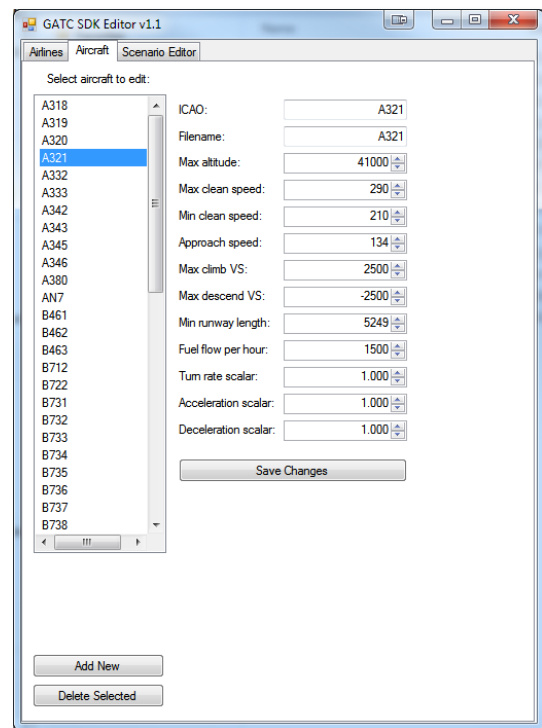 GATC SDK Editor v1.1
Airlines Aircraft Scenario Editor
Select aircraft to edit:
A318
A319
A320
A321
A332
A333
A342
A343
A345
A346
A380
AN7
B461
B462
B463
B712
B722
B731
B732
B733
B734
B735
B736
B737
B738
ICAO: A321
Filename: A321
Max altitude: 41000
Max clean speed: 290
Min clean speed: 210
Approach speed: 134
Max climb VS: 2500
Max descend VS: -2500
Min runway length: 5249
Fuel flow per hour: 1500
Turn rate scalar: 1.000
Acceleration scalar: 1.000
Deceleration scalar: 1.000
Save Changes
Add New
Delete Selected